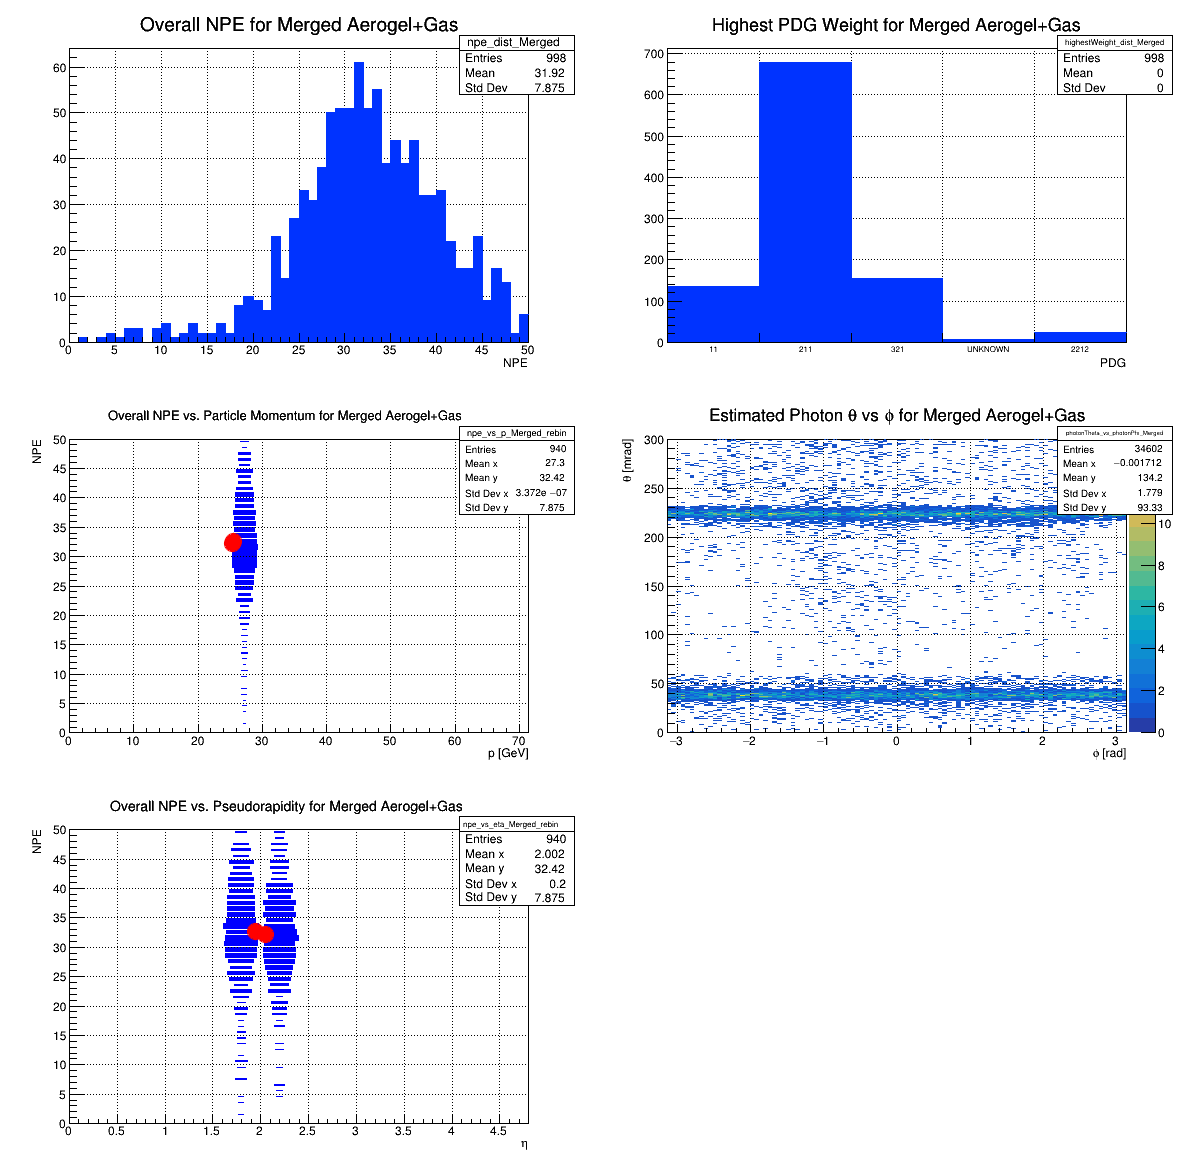 Overall NPE for Merged Aerogel+Gas
npe_dist_Merged
Entries 998
Mean 31.92
Std Dev 7.875
60
50
40
30
20
10
0
0 5 10 15 20 25 30 35 40 45 50
NPE
Highest PDG Weight for Merged Aerogel+Gas
highestWeight_dist_Merged
Entries 998
Mean 0
Std Dev 0
700
600
500
400
300
200
100
0
11 211 321 UNKNOWN 2212
PDG
Overall NPE vs. Particle Momentum for Merged Aerogel+Gas
npe_vs_p_Merged_rebin
Entries 940
Mean x 27.3
Mean y 32.42
Std Dev x 3.372e −07
Std Dev y 7.875
NPE
50
45
40
35
30
25
20
15
10
5
0
0 10 20 30 40 50 60 70
p [GeV]
Estimated Photon θ vs ϕ for Merged Aerogel+Gas
photonTheta_vs_photonPhi_Merged
Entries 34602
Mean x −0.001712
Mean y 134.2
Std Dev x 1.779
Std Dev y 93.33
θ [mrad]
300
250
200
150
100
50
0
−3 −2 −1 0 1 2 3
ϕ [rad]
10
8
6
4
2
0
Overall NPE vs. Pseudorapidity for Merged Aerogel+Gas
npe_vs_eta_Merged_rebin
Entries 940
Mean x 2.002
Mean y 32.42
Std Dev x 0.2
Std Dev y 7.875
NPE
50
45
40
35
30
25
20
15
10
5
0
0 0.5 1 1.5 2 2.5 3 3.5 4 4.5
η